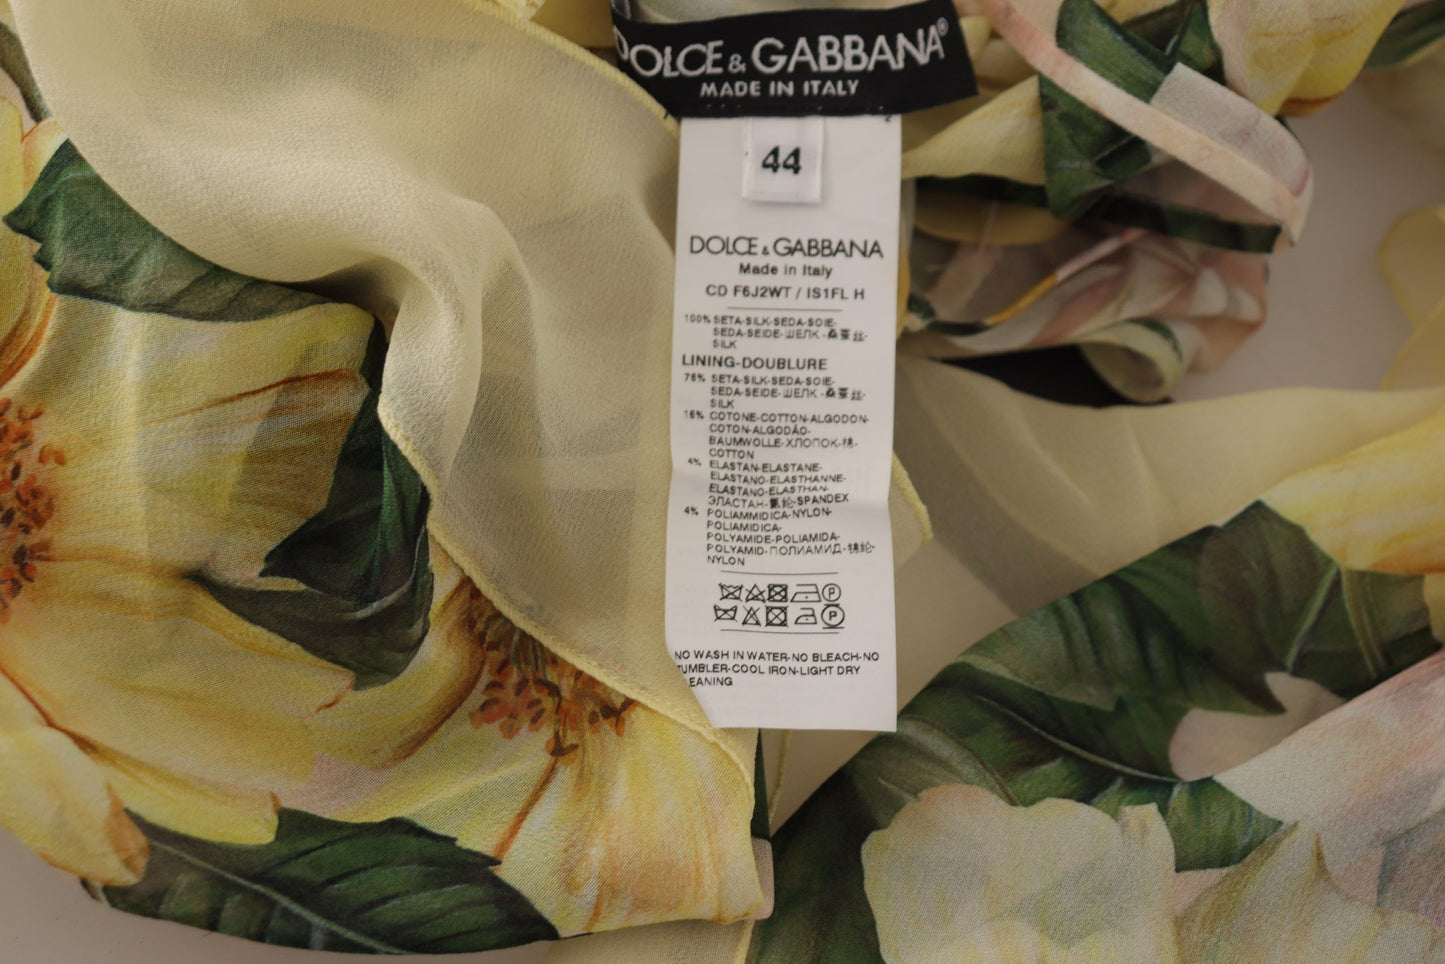 DOLCE & GABBANA®
MADE IN ITALY
2
44
DOLCE & GABBANA
Made in Italy
CD F6J2WT / IS1FL H
100% SETA-SILK-SEDA-SOIE-
SEDA-SEIDE-ШЕЛК-桑蚕丝-
SILK
LINING-DOUBLURE
76% SETA-SILK-SEDA-SOIE-
SEDA-SEIDE-ШЕЛК-桑蚕丝-
SILK
16% COTONE-COTTON-ALGODON-
COTON-ALGODÃO-
BAUMWOLLE-ХЛОПОК-棉-
COTTON
4% ELASTAN-ELASTANE-
ELASTANO-ELASTHANNE-
ELASTANO-ELASTHAN-
ЭЛАСТАН-氨纶-SPANDEX
4% POLIAMMIDICA-NYLON-
POLIAMIDICA-
POLYAMIDE-POLIAMIDA-
POLYAMID-ПОЛИАМИД-锦纶-
NYLON
P
P
NO WASH IN WATER-NO BLEACH-NO
TUMBLER-COOL IRON-LIGHT DRY
EANING